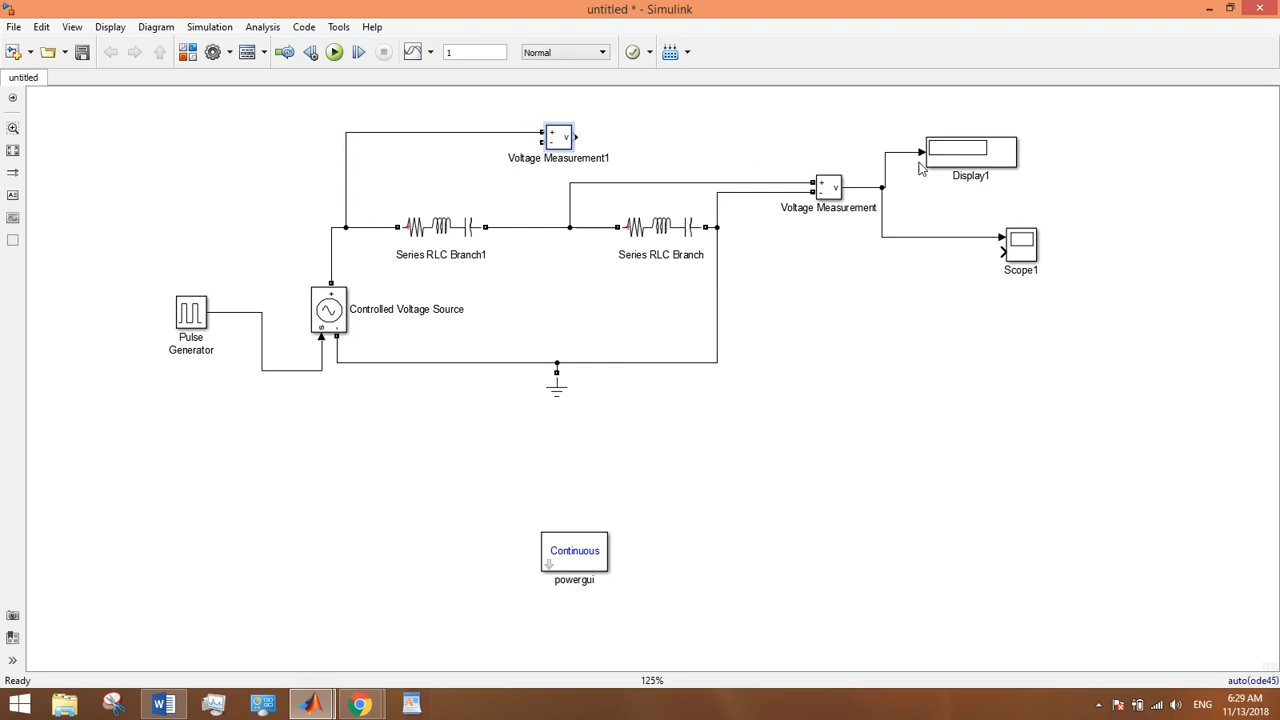 untitled * - Simulink
File Edit View Display Diagram Simulation Analysis Code Tools Help
1 Normal
untitled
+ v
-
Voltage Measurement1
Display1
+ v
-
Voltage Measurement
Series RLC Branch1
Series RLC Branch
Scope1
+
Controlled Voltage Source
s -
Pulse
Generator
Continuous
powergui
Ready 125% auto(ode45)
ENG
6:29 AM
11/13/2018